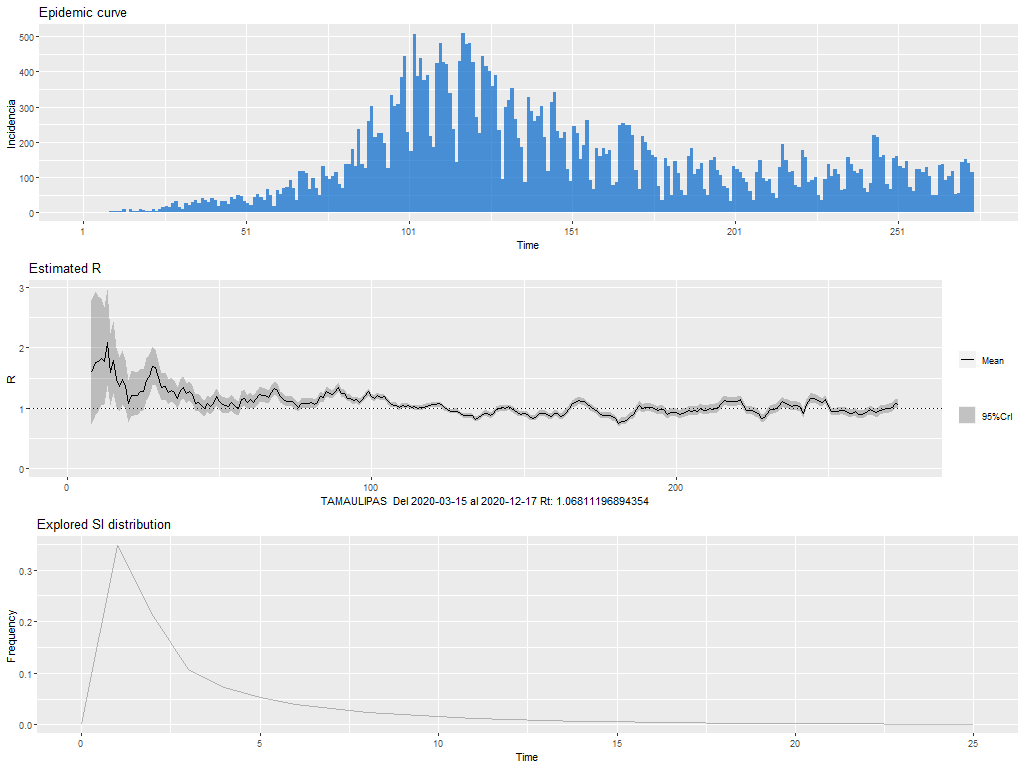 Epidemic curve
Incidencia
500
400
300
200
100
0
1 51 101 151 201 251
Time
Estimated R
R
3
2
1
0
0 100 200
Mean
95%CrI
TAMAULIPAS Del 2020-03-15 al 2020-12-17 Rt: 1.06811196894354
Explored SI distribution
Frequency
0.3
0.2
0.1
0.0
0 5 10 15 20 25
Time